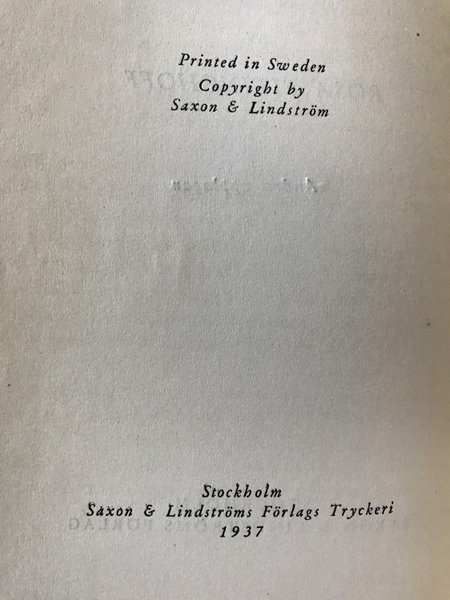 Printed in Sweden
Copyright by
Saxon & Lindström
Stockholm
Saxon & Lindströms Förlags Tryckeri
1937